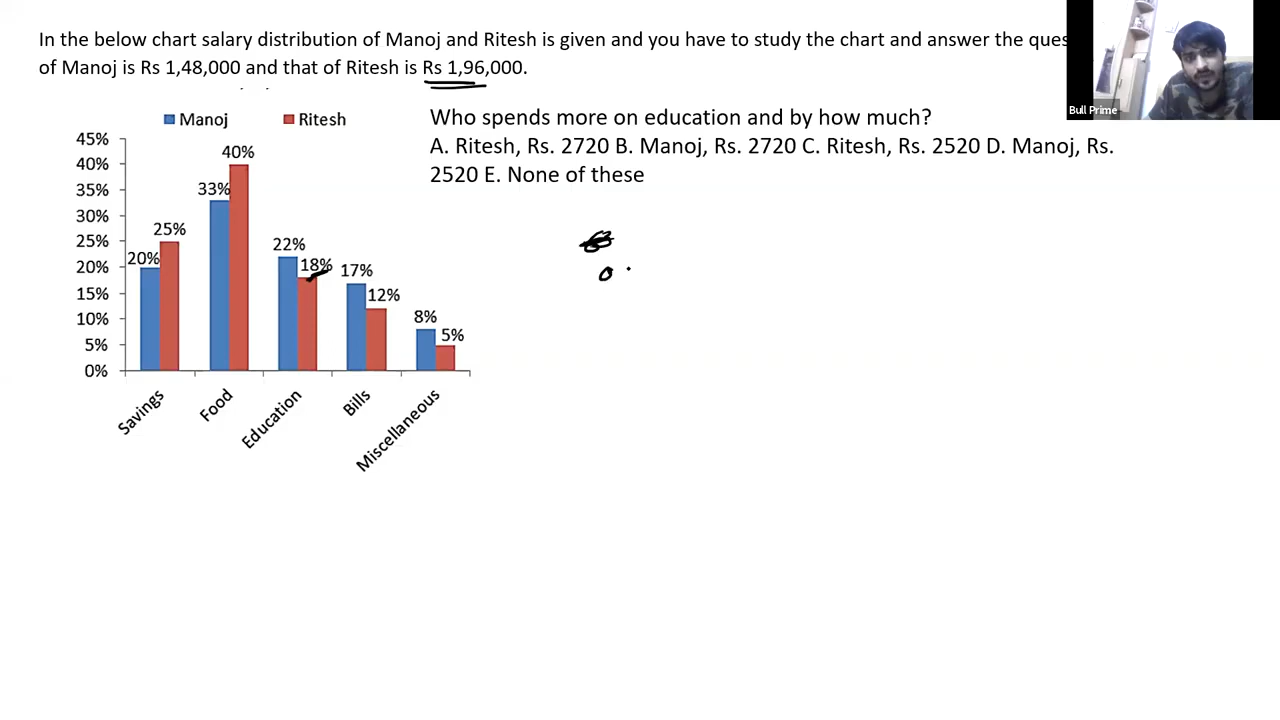 In the below chart salary distribution of Manoj and Ritesh is given and you have to study the chart and answer the ques
of Manoj is Rs 1,48,000 and that of Ritesh is Rs 1,96,000.
Bull Prime
Manoj Ritesh
Who spends more on education and by how much?
A. Ritesh, Rs. 2720 B. Manoj, Rs. 2720 C. Ritesh, Rs. 2520 D. Manoj, Rs.
2520 E. None of these
45%
40%
35%
30%
25%
20%
15%
10%
5%
0%
20%
25%
33%
40%
22%
18%
17%
12%
8%
5%
Savings
Food
Education
Bills
Miscellaneous